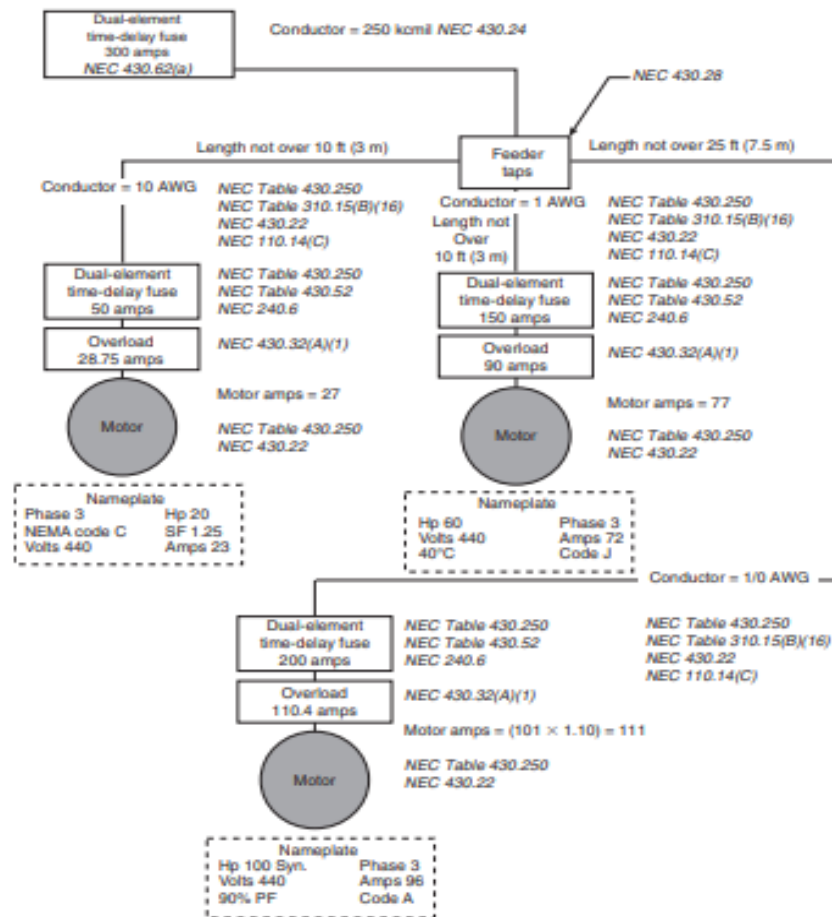 Dual-element
time-delay fuse
300 amps
NEC 430.62(a)
Conductor = 250 kcmil NEC 430.24
NEC 430.28
Length not over 10 ft (3 m)
Feeder
taps
Length not over 25 ft (7.5 m)
Conductor = 10 AWG
NEC Table 430.250
NEC Table 310.15(B)(16)
NEC 430.22
NEC 110.14(C)
Dual-element
time-delay fuse
50 amps
NEC Table 430.250
NEC Table 430.52
NEC 240.6
Overload
28.75 amps
NEC 430.32(A)(1)
Motor amps = 27
Motor
NEC Table 430.250
NEC 430.22
Nameplate
Phase 3 Hp 20
NEMA code C SF 1.25
Volts 440 Amps 23
Conductor = 1 AWG
Length not
Over
10 ft (3 m)
NEC Table 430.250
NEC Table 310.15(B)(16)
NEC 430.22
NEC 110.14(C)
Dual-element
time-delay fuse
150 amps
NEC Table 430.250
NEC Table 430.52
NEC 240.6
Overload
90 amps
NEC 430.32(A)(1)
Motor amps = 77
Motor
NEC Table 430.250
NEC 430.22
Nameplate
Hp 60 Phase 3
Volts 440 Amps 72
40°C Code J
Conductor = 1/0 AWG
Dual-element
time-delay fuse
200 amps
NEC Table 430.250
NEC Table 430.52
NEC 240.6
NEC Table 430.250
NEC Table 310.15(B)(16)
NEC 430.22
NEC 110.14(C)
Overload
110.4 amps
NEC 430.32(A)(1)
Motor amps = (101 × 1.10) = 111
Motor
NEC Table 430.250
NEC 430.22
Nameplate
Hp 100 Syn. Phase 3
Volts 440 Amps 96
90% PF Code A